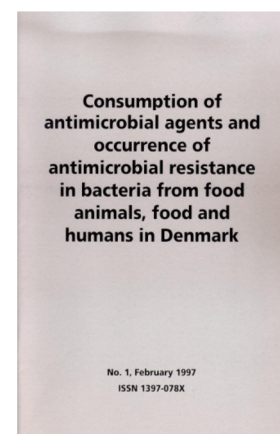 Consumption of
antimicrobial agents and
occurrence of
antimicrobial resistance
in bacteria from food
animals, food and
humans in Denmark
No. 1, February 1997
ISSN 1397-078X